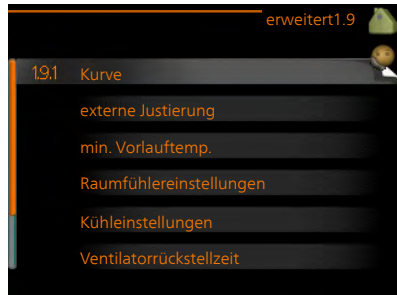 erweitert1.9
1.9.1 Kurve
externe Justierung
min. Vorlauftemp.
Raumfühlereinstellungen
Kühleinstellungen
Ventilatorrückstellzeit